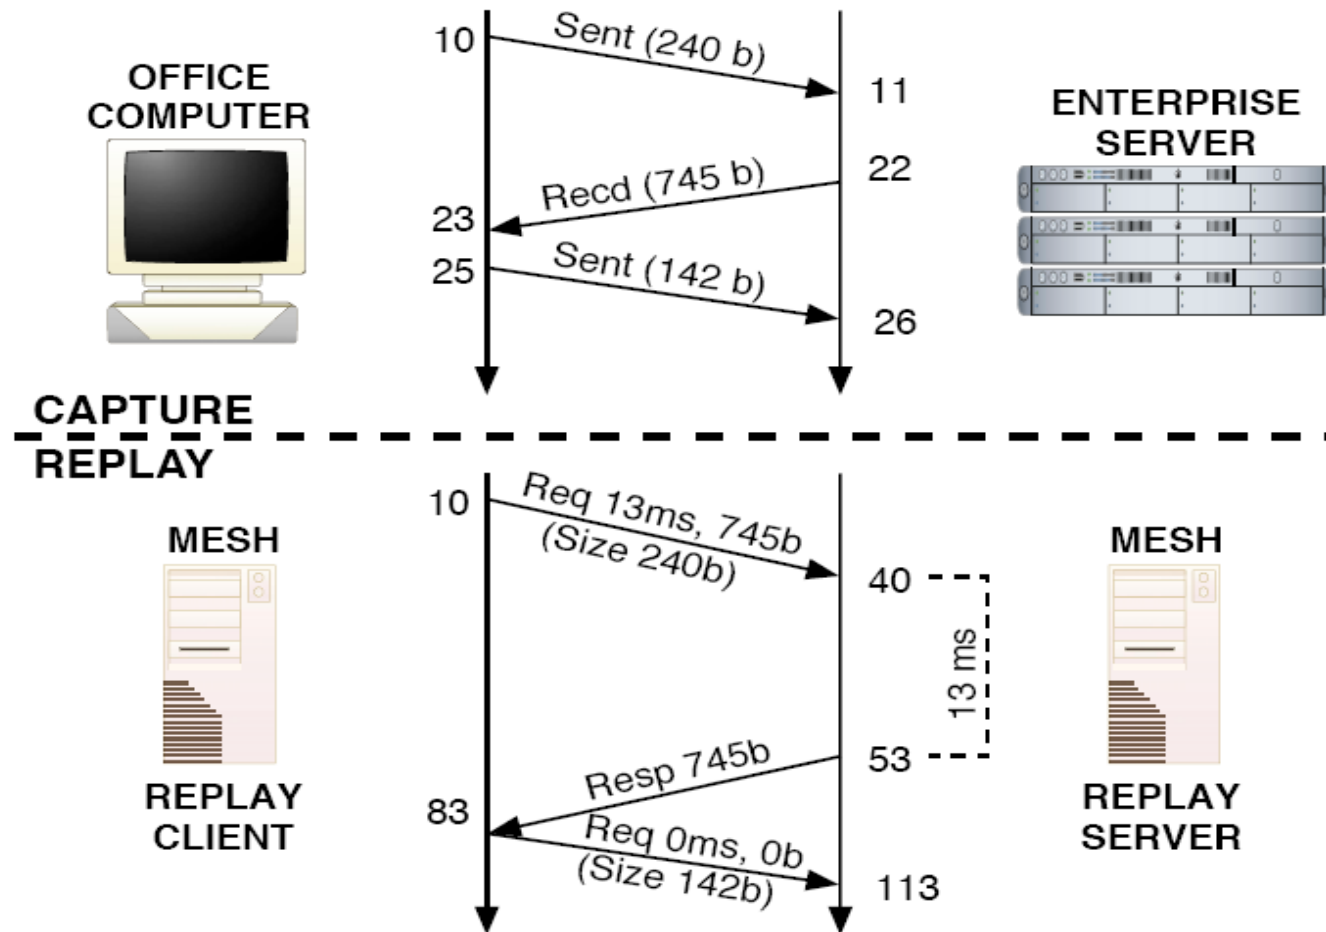 10
Sent (240 b)
11
OFFICE
COMPUTER
ENTERPRISE
SERVER
22
Recd (745 b)
23
25
Sent (142 b)
26
CAPTURE
REPLAY
10
Req 13ms, 745b
(Size 240b)
MESH
MESH
40
13 ms
53
Resp 745b
83
REPLAY
CLIENT
REPLAY
SERVER
Req 0ms, 0b
(Size 142b)
113